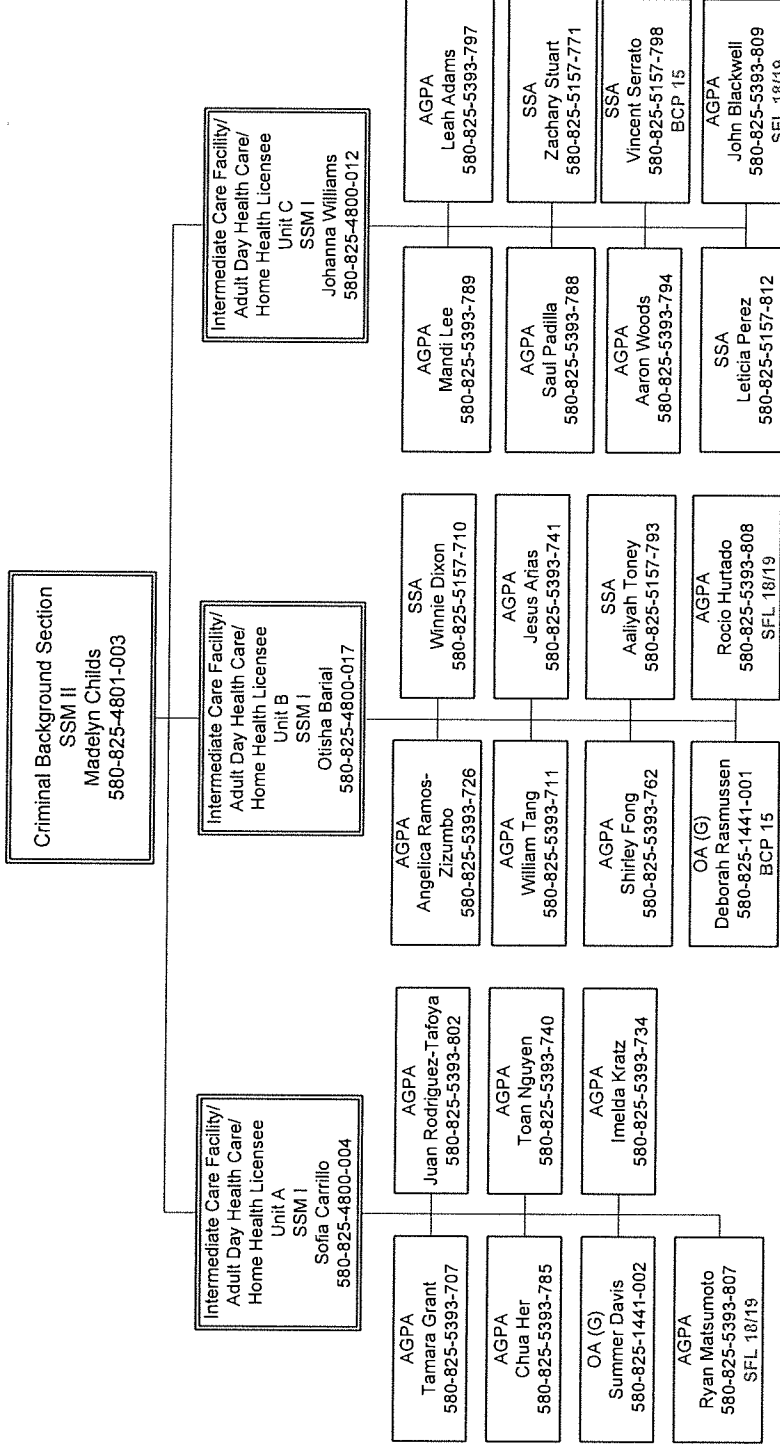 Criminal Background Section
SSM II
Madelyn Childs
580-825-4801-003
Intermediate Care Facility/
Adult Day Health Care/
Home Health Licensee
Unit A
SSM I
Sofia Carrillo
580-825-4800-004
AGPA
Tamara Grant
580-825-5393-707
AGPA
Juan Rodriguez-Tafoya
580-825-5393-802
AGPA
Chua Her
580-825-5393-785
AGPA
Toan Nguyen
580-825-5393-740
OA (G)
Summer Davis
580-825-1441-002
AGPA
Imelda Kratz
580-825-5393-734
AGPA
Ryan Matsumoto
580-825-5393-807
SFL 18/19
Intermediate Care Facility/
Adult Day Health Care/
Home Health Licensee
Unit B
SSM I
Otisha Barial
580-825-4800-017
AGPA
Angelica Ramos-
Zizumbo
580-825-5393-726
SSA
Winnie Dixon
580-825-5157-710
AGPA
William Tang
580-825-5393-711
AGPA
Jesus Arias
580-825-5393-741
AGPA
Shirley Fong
580-825-5393-762
SSA
Aaliyah Toney
580-825-5157-793
OA (G)
Deborah Rasmussen
580-825-1441-001
BCP 15
AGPA
Rocio Hurtado
580-825-5393-808
SFL 18/19
Intermediate Care Facility/
Adult Day Health Care/
Home Health Licensee
Unit C
SSM I
Johanna Williams
580-825-4800-012
AGPA
Mandi Lee
580-825-5393-789
AGPA
Leah Adams
580-825-5393-797
AGPA
Saul Padilla
580-825-5393-788
SSA
Zachary Stuart
580-825-5157-771
AGPA
Aaron Woods
580-825-5393-794
SSA
Vincent Serrato
580-825-5157-798
BCP 15
SSA
Leticia Perez
580-825-5157-812
AGPA
John Blackwell
580-825-5393-809
SFL 18/19